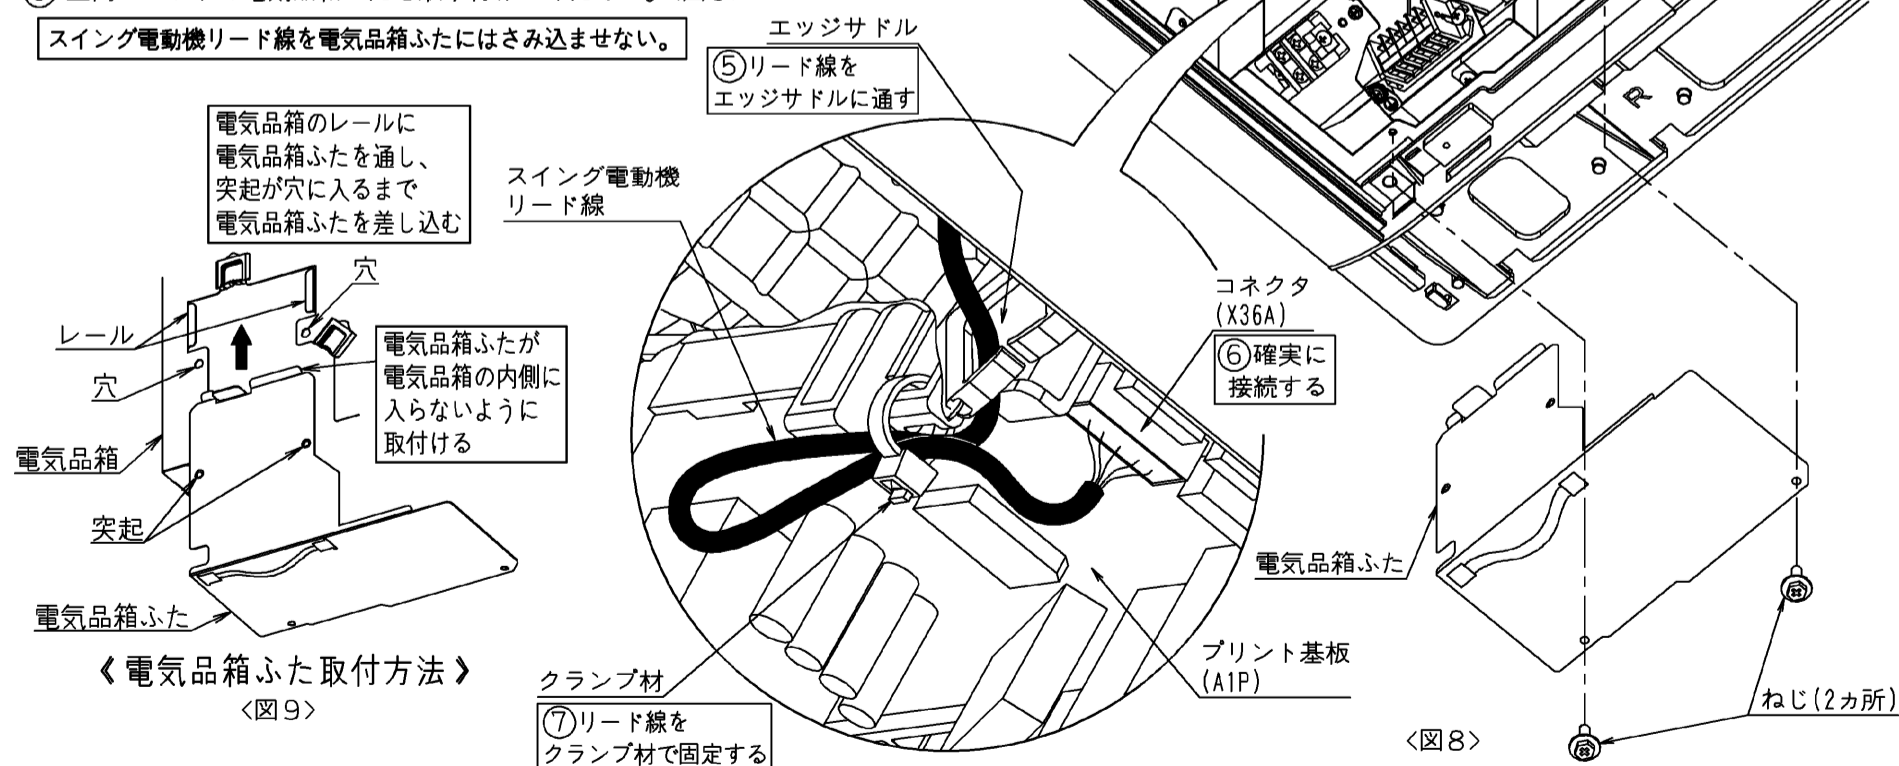 スイング電動機リード線を電気品箱ふたにはさみ込ませない。
電気品箱のレールに
電気品箱ふたを通し、
突起が穴に入るまで
電気品箱ふたを差し込む
穴
レール
穴
電気品箱ふたが
電気品箱の内側に
入らないように
取付ける
電気品箱
突起
電気品箱ふた
《電気品箱ふた取付方法》
<図9>
エッジサドル
⑤リード線を
エッジサドルに通す
スイング電動機
リード線
コネクタ
(X36A)
⑥確実に
接続する
クランプ材
⑦リード線を
クランプ材で固定する
プリント基板
(A1P)
R
電気品箱ふた
ねじ(2ヵ所)
<図8>